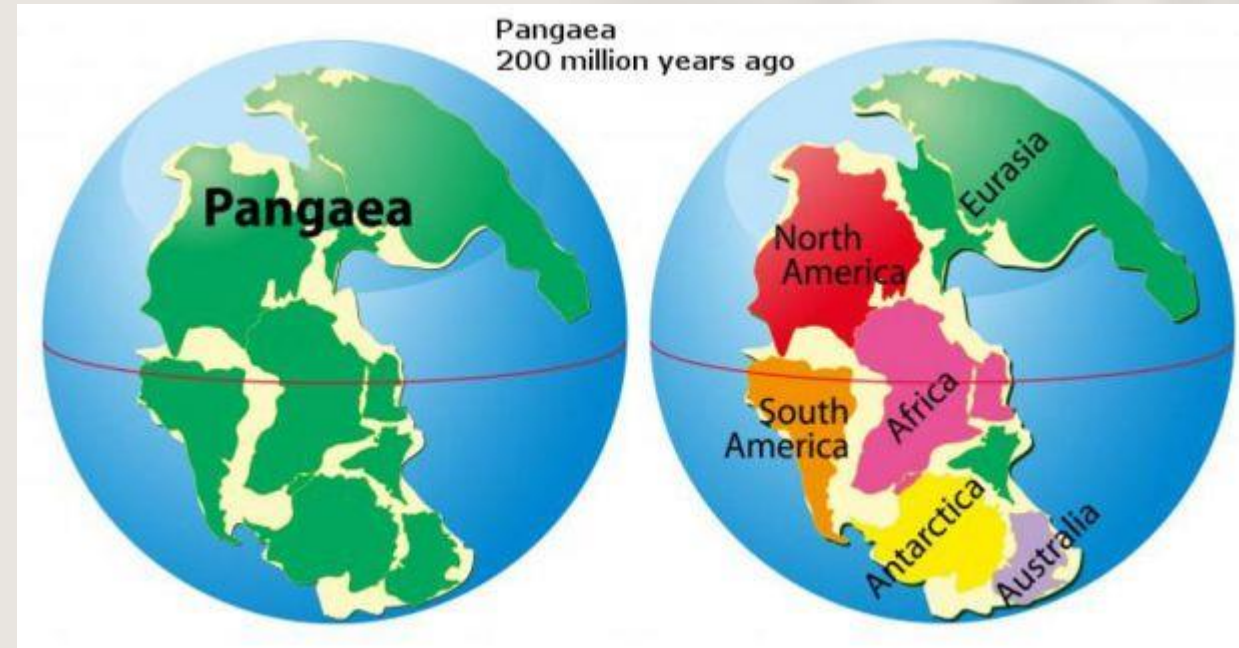 Pangaea
200 million years ago
Pangaea
Eurasia
North
America
South
America
Africa
Antarctica
Australia